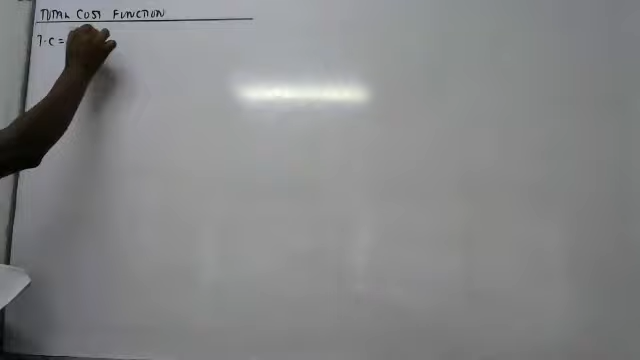 TOTAL COST FUNCTION
T.C =